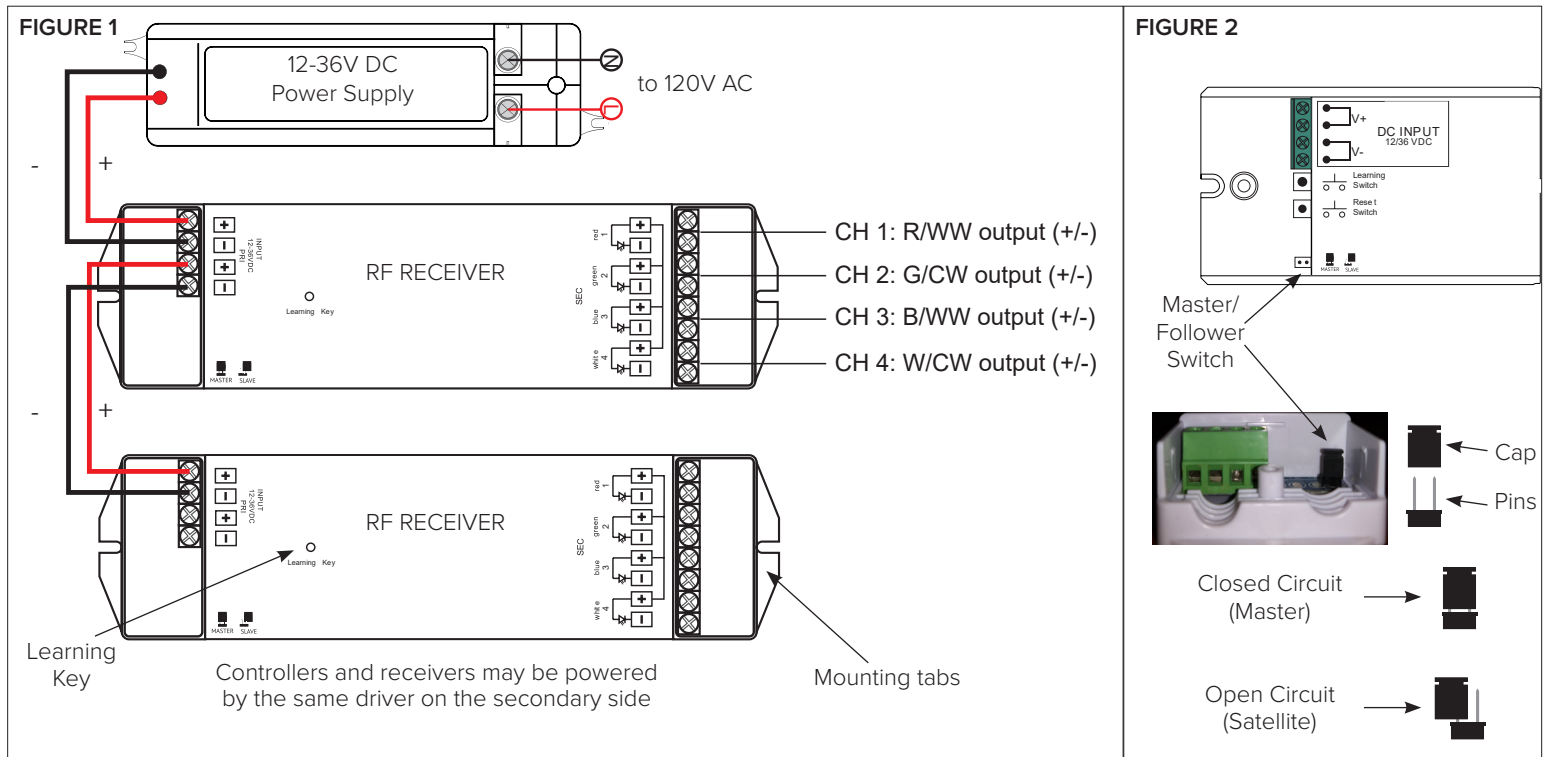 FIGURE 1
12-36V DC
Power Supply
N
L
to 120V AC
-
+
+
-
+
-
INPUT
12-36VDC
PRI
RF RECEIVER
Learning Key
MASTER SLAVE
SEC
red
1
+
-
green
2
+
-
blue
3
+
-
white
4
+
-
CH 1: R/WW output (+/-)
CH 2: G/CW output (+/-)
CH 3: B/WW output (+/-)
CH 4: W/CW output (+/-)
-
+
+
-
+
-
INPUT
12-36VDC
PRI
RF RECEIVER
Learning Key
MASTER SLAVE
SEC
red
1
+
-
green
2
+
-
blue
3
+
-
white
4
+
-
Learning
Key
Controllers and receivers may be powered
by the same driver on the secondary side
Mounting tabs
FIGURE 2
V+
V-
DC INPUT
12/36 VDC
Learning
Switch
Reset
Switch
MASTER SLAVE
Master/
Follower
Switch
Cap
Pins
Closed Circuit
(Master)
Open Circuit
(Satellite)